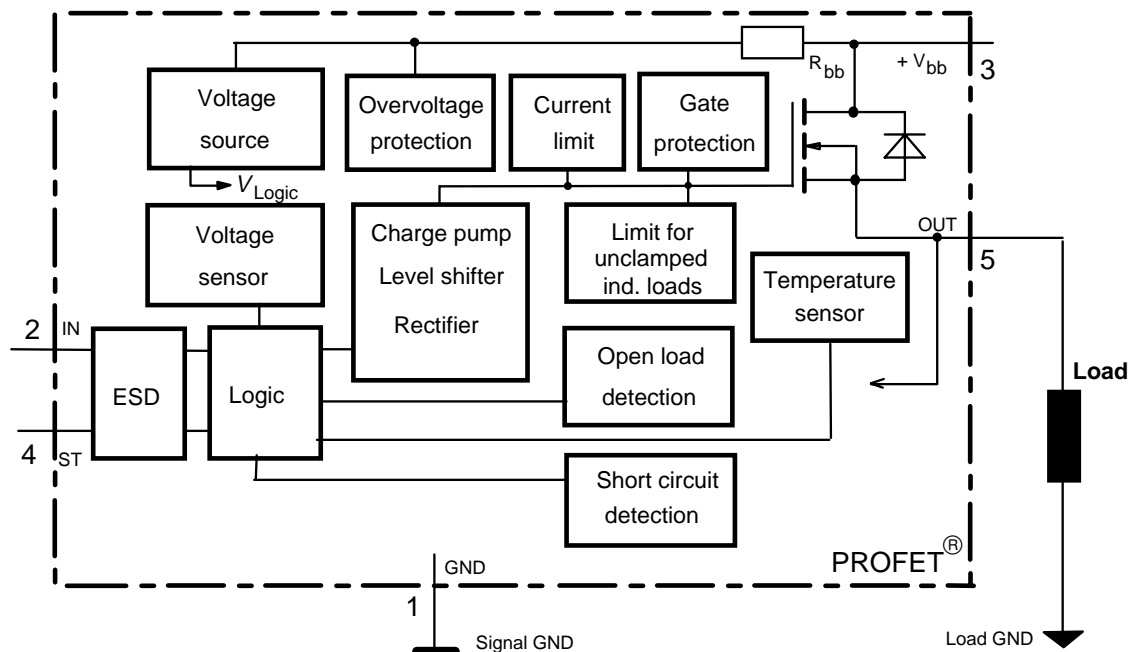 R bb
+ V bb
3
Voltage
source
Overvoltage
protection
Current
limit
Gate
protection
V Logic
Voltage
sensor
Charge pump
Level shifter
Rectifier
Limit for
unclamped
ind. loads
OUT
5
Temperature
sensor
2
IN
ESD
Logic
Open load
detection
Load
4
ST
Short circuit
detection
PROFET®
GND
1
Signal GND
Load GND